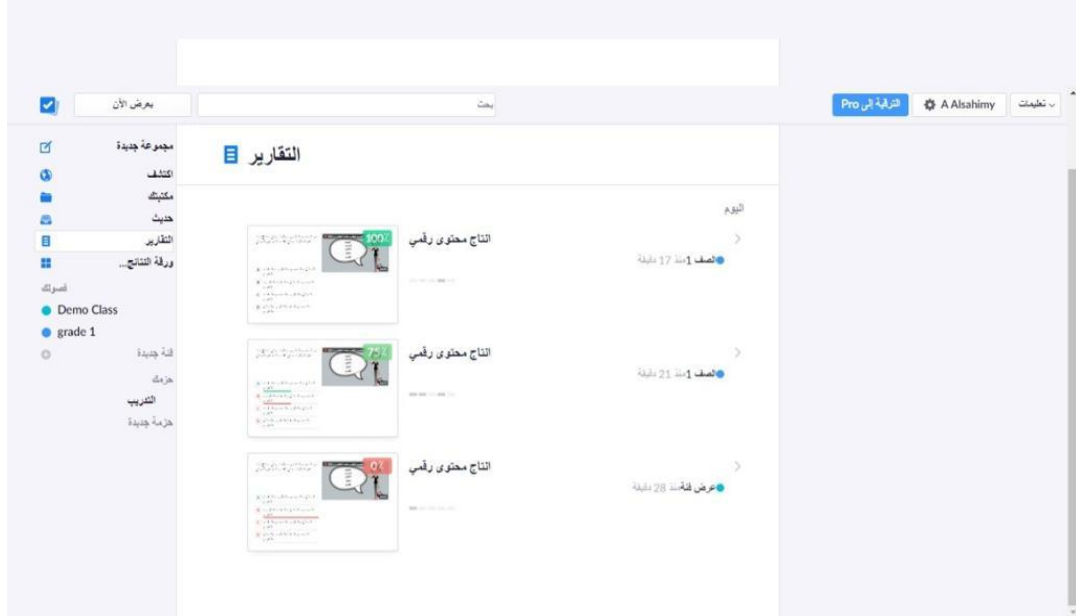 تعليمات
A Alsahimy
الترقية إلى Pro
بحث
يعرض الأن
مجموعة جديدة
اكتشف
مكتبتك
حديث
التقارير
ورقة النتائج...
فصولك
Demo Class
grade 1
فئة جديدة
حزمك
التدريب
حزمة جديدة
التقارير
اليوم
انتاج محتوى رقمي
100%
الصف 1 منذ 17 دقيقة
انتاج محتوى رقمي
75%
الصف 1 منذ 21 دقيقة
انتاج محتوى رقمي
0%
عرض فئة منذ 28 دقيقة